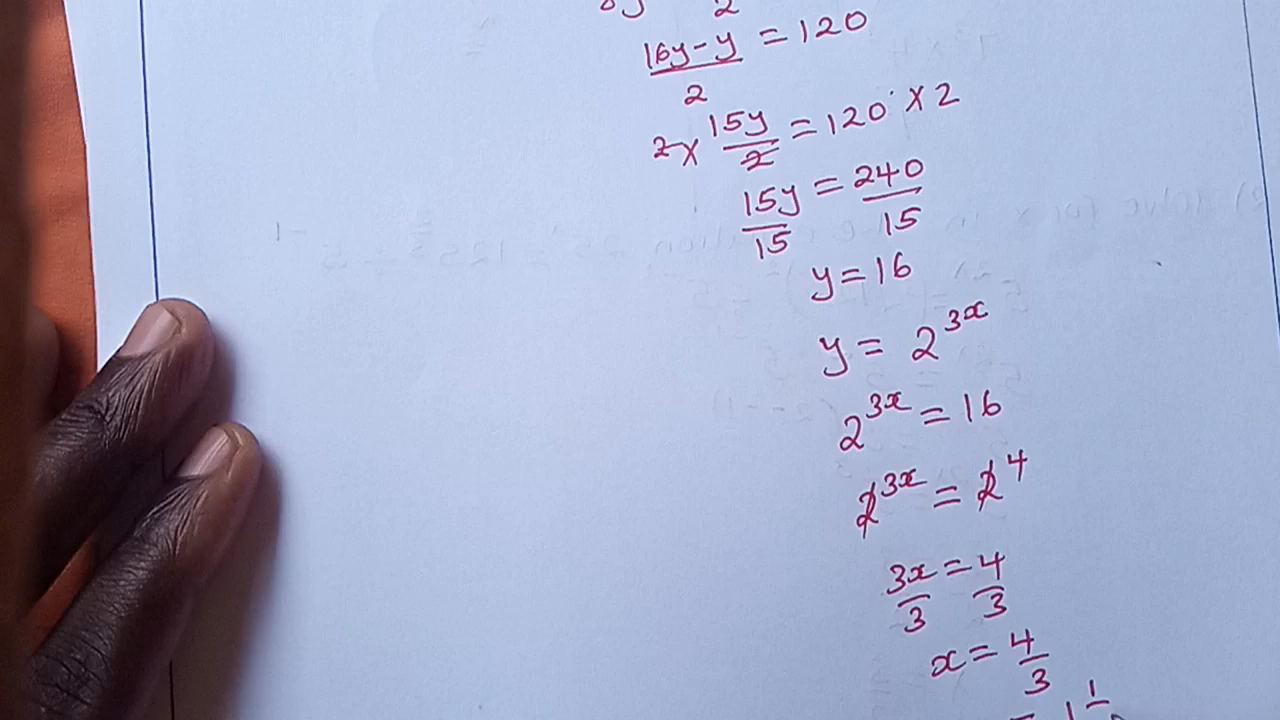 16y-y/2 = 120
2 x 15y/2 = 120 x 2
15y/15 = 240/15
y = 16
y = 2^3x
2^3x = 16
2^3x = 2^4
3x/3 = 4/3
x = 4/3